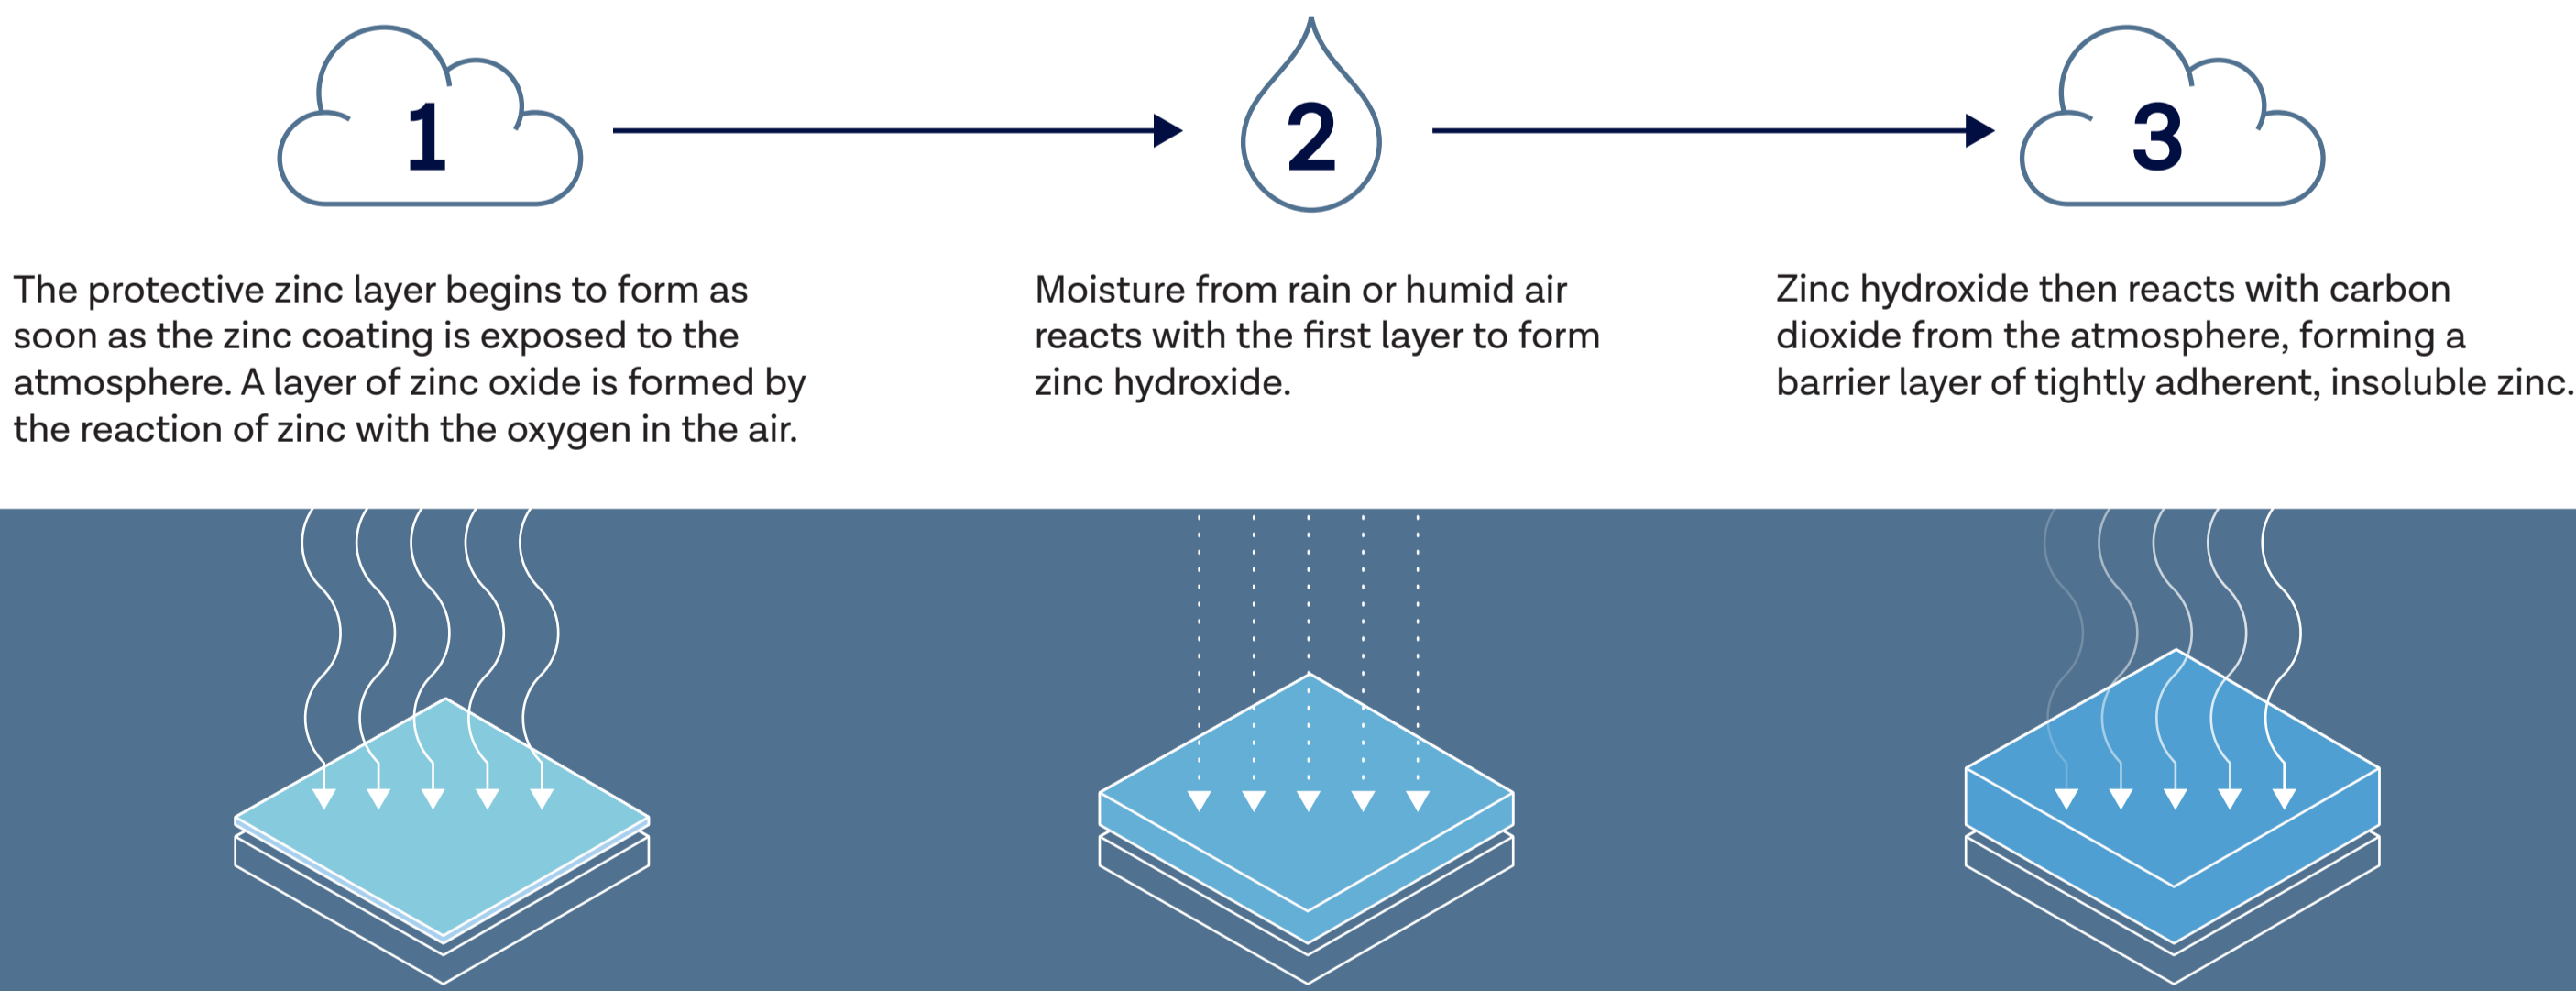 1
2
3
The protective zinc layer begins to form as
soon as the zinc coating is exposed to the
atmosphere. A layer of zinc oxide is formed by
the reaction of zinc with the oxygen in the air.
Moisture from rain or humid air
reacts with the first layer to form
zinc hydroxide.
Zinc hydroxide then reacts with carbon
dioxide from the atmosphere, forming a
barrier layer of tightly adherent, insoluble zinc.